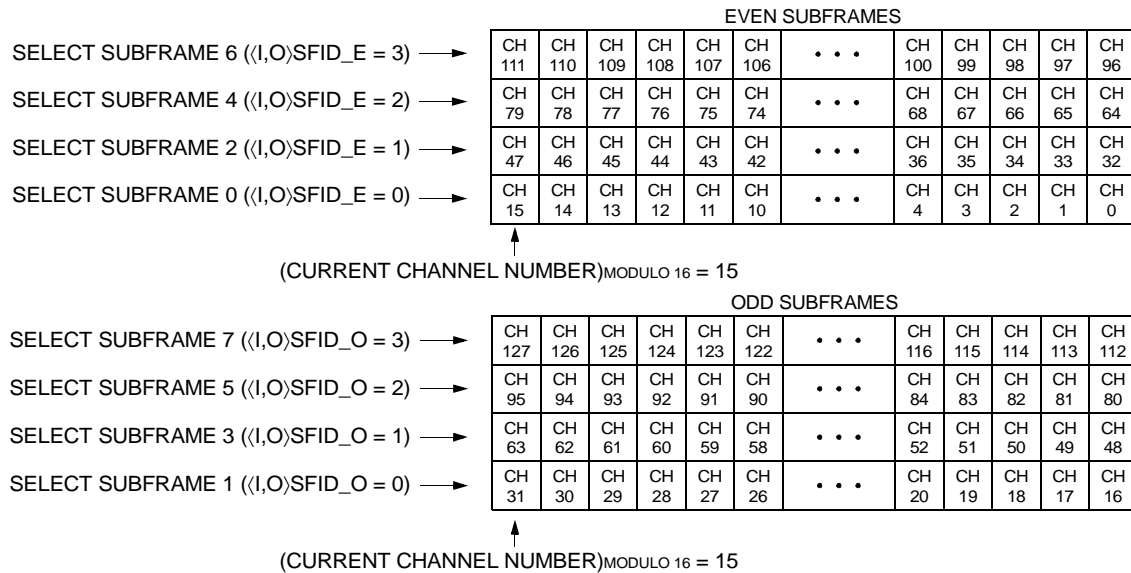 EVEN SUBFRAMES
SELECT SUBFRAME 6 (⟨I,O⟩SFID_E = 3) CH 111 CH 110 CH 109 CH 108 CH 107 CH 106 • • • CH 100 CH 99 CH 98 CH 97 CH 96
SELECT SUBFRAME 4 (⟨I,O⟩SFID_E = 2) CH 79 CH 78 CH 77 CH 76 CH 75 CH 74 • • • CH 68 CH 67 CH 66 CH 65 CH 64
SELECT SUBFRAME 2 (⟨I,O⟩SFID_E = 1) CH 47 CH 46 CH 45 CH 44 CH 43 CH 42 • • • CH 36 CH 35 CH 34 CH 33 CH 32
SELECT SUBFRAME 0 (⟨I,O⟩SFID_E = 0) CH 15 CH 14 CH 13 CH 12 CH 11 CH 10 • • • CH 4 CH 3 CH 2 CH 1 CH 0
(CURRENT CHANNEL NUMBER)MODULO 16 = 15
ODD SUBFRAMES
SELECT SUBFRAME 7 (⟨I,O⟩SFID_O = 3) CH 127 CH 126 CH 125 CH 124 CH 123 CH 122 • • • CH 116 CH 115 CH 114 CH 113 CH 112
SELECT SUBFRAME 5 (⟨I,O⟩SFID_O = 2) CH 95 CH 94 CH 93 CH 92 CH 91 CH 90 • • • CH 84 CH 83 CH 82 CH 81 CH 80
SELECT SUBFRAME 3 (⟨I,O⟩SFID_O = 1) CH 63 CH 62 CH 61 CH 60 CH 59 CH 58 • • • CH 52 CH 51 CH 50 CH 49 CH 48
SELECT SUBFRAME 1 (⟨I,O⟩SFID_O = 0) CH 31 CH 30 CH 29 CH 28 CH 27 CH 26 • • • CH 20 CH 19 CH 18 CH 17 CH 16
(CURRENT CHANNEL NUMBER)MODULO 16 = 15